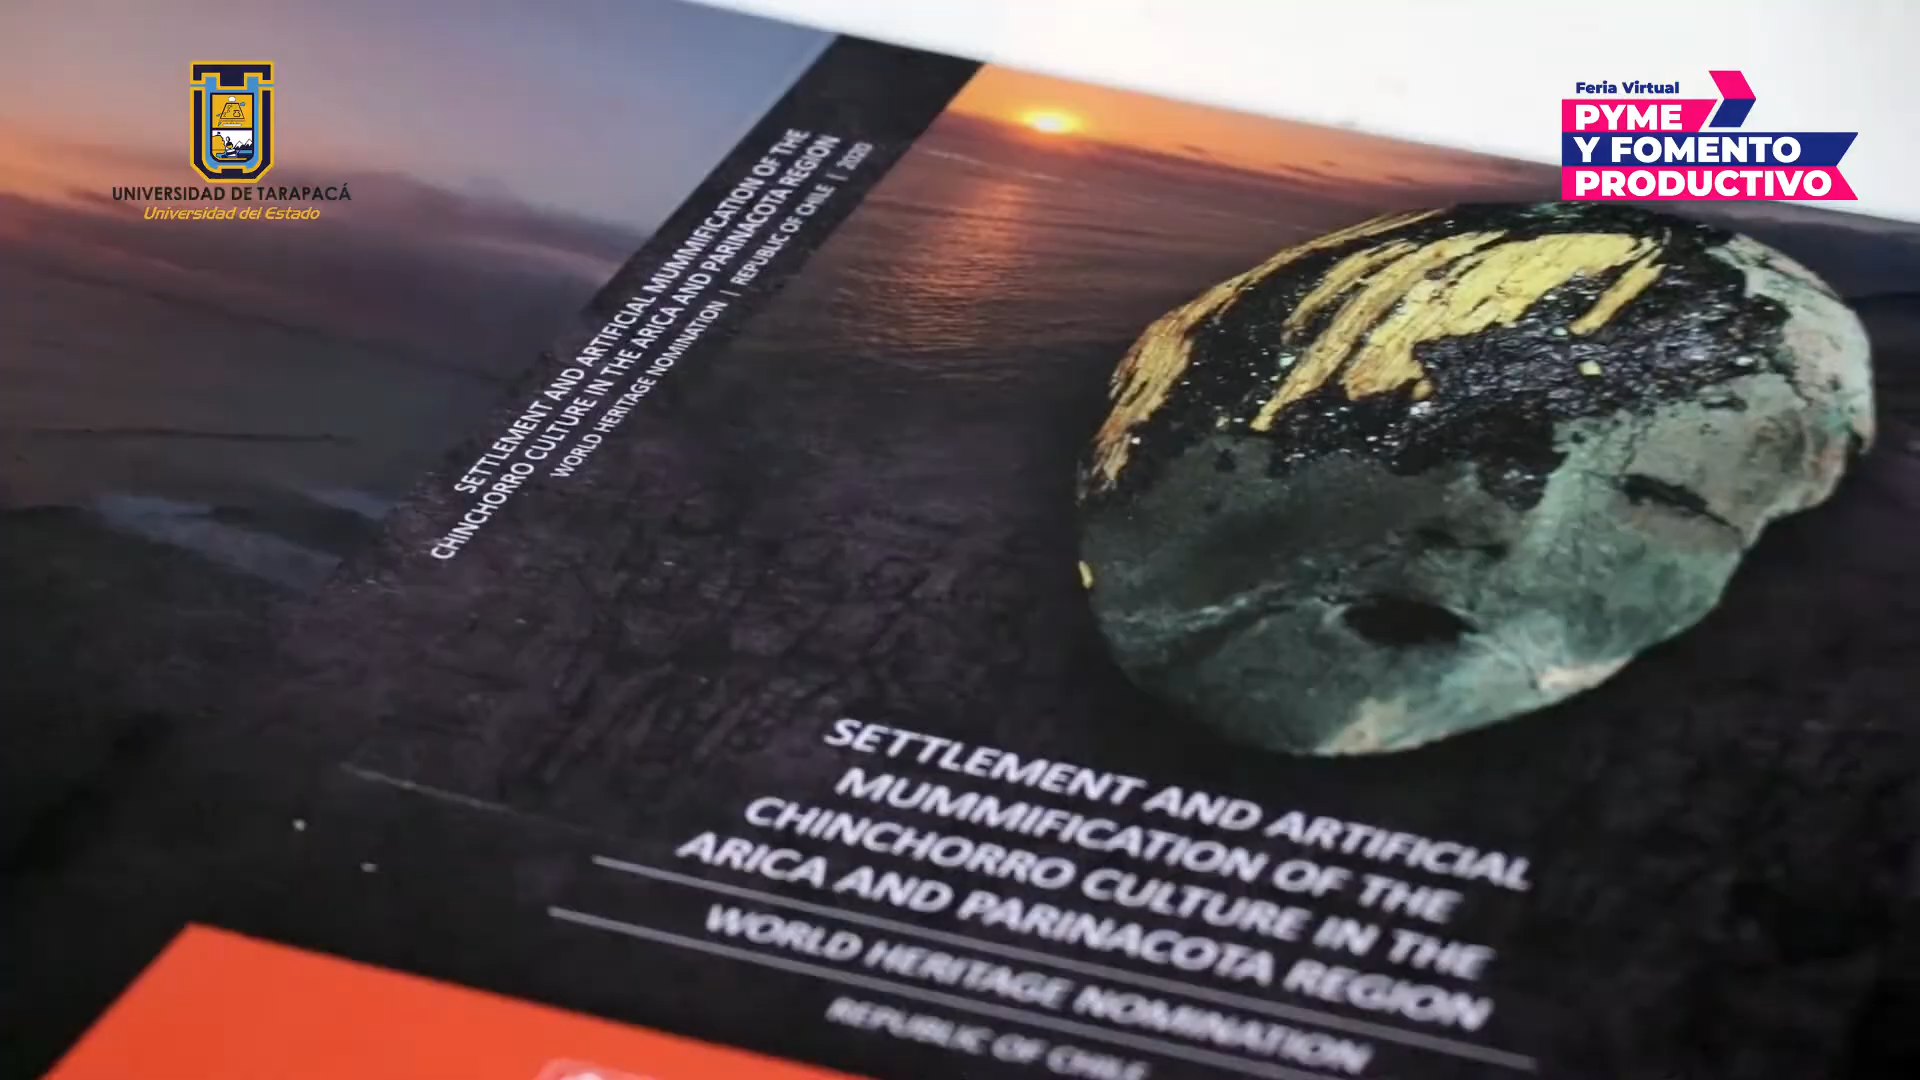 UNIVERSIDAD DE TARAPACÁ
Universidad del Estado
Feria Virtual
PYME
Y FOMENTO
PRODUCTIVO
SETTLEMENT AND ARTIFICIAL MUMMIFICATION OF THE
CHINCHORRO CULTURE IN THE ARICA AND PARINACOTA REGION
WORLD HERITAGE NOMINATION | REPUBLIC OF CHILE | 2020
SETTLEMENT AND ARTIFICIAL
MUMMIFICATION OF THE
CHINCHORRO CULTURE IN THE
ARICA AND PARINACOTA REGION
WORLD HERITAGE NOMINATION
REPUBLIC OF CHILE